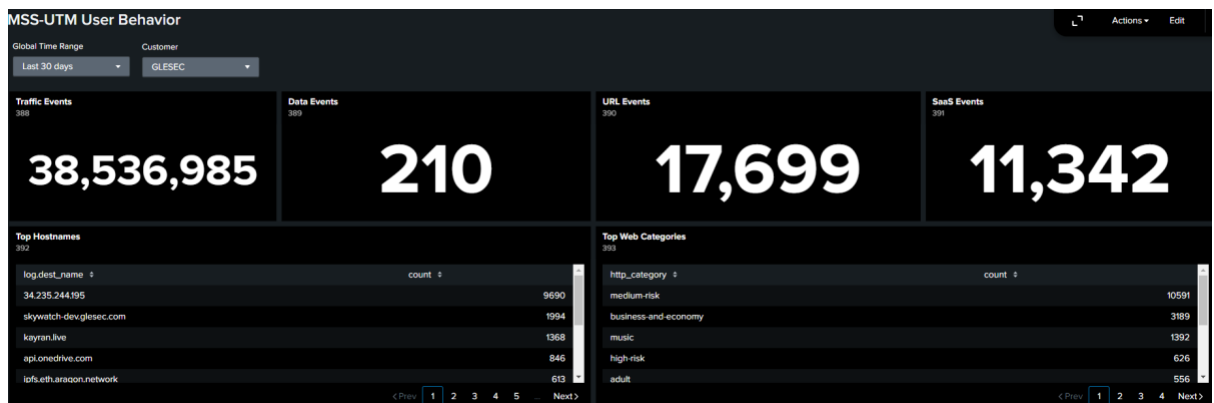 MSS-UTM User Behavior
Actions
Edit
Global Time Range
Customer
Last 30 days
GLESEC
Traffic Events
388
38,536,985
Data Events
389
210
URL Events
390
17,699
SaaS Events
391
11,342
Top Hostnames
392
log.dest_name count
34.235.244.195 9690
skywatch-dev.glesec.com 1994
kayran.live 1368
api.onedrive.com 846
ipfs.eth.aragon.network 613
<Prev 1 2 3 4 5 ... Next>
Top Web Categories
393
http_category count
medium-risk 10591
business-and-economy 3189
music 1392
high-risk 626
adult 556
<Prev 1 2 3 4 Next>